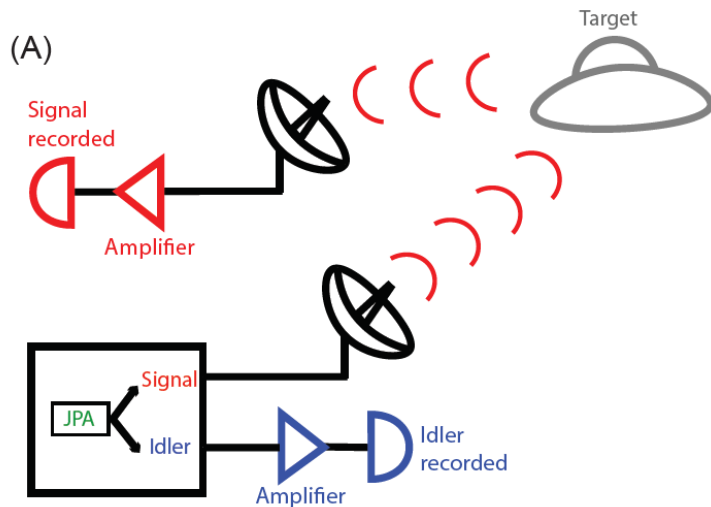 Target
(A)
Signal
recorded
Amplifier
Signal
JPA
Idler
Idler
recorded
Amplifier